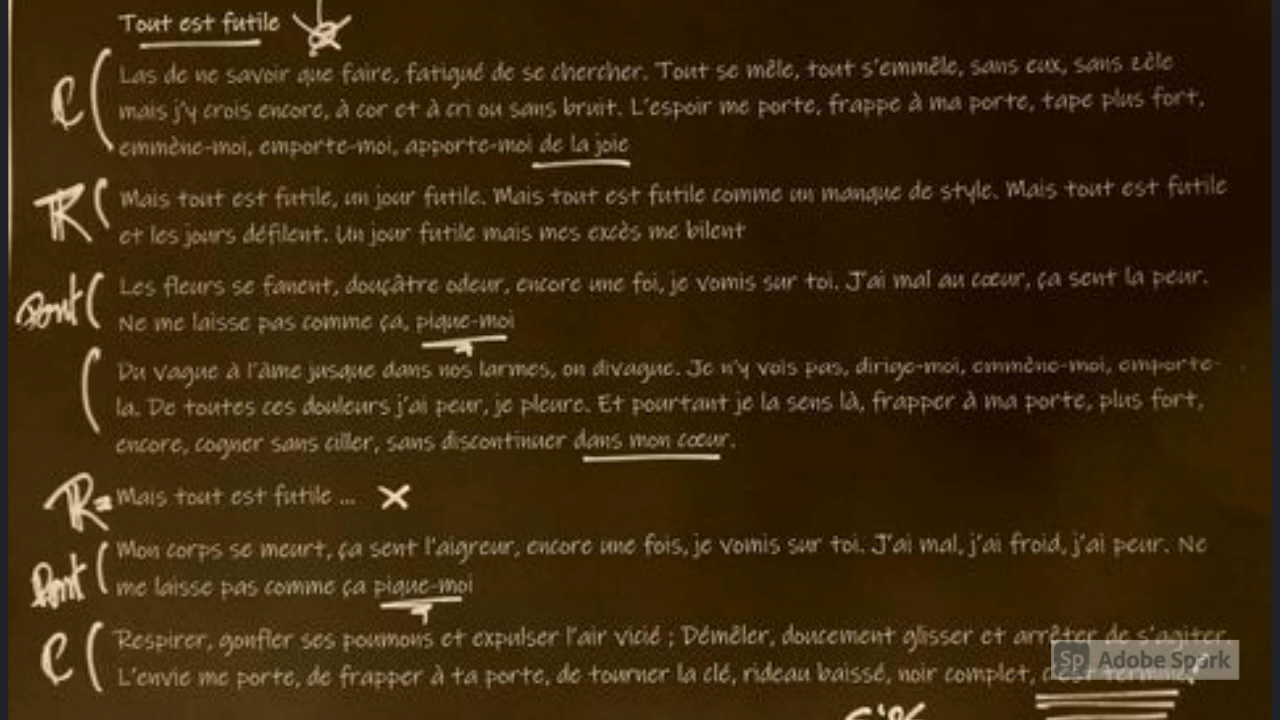 Tout est futile
C Las de ne savoir que faire, fatigué de se chercher. Tout se mêle, tout s'emmêle, sans eux, sans zèle
mais j'y crois encore, à cor et à cri ou sans bruit. L'espoir me porte, frappe à ma porte, tape plus fort,
emmène-moi, emporte-moi, apporte-moi de la joie
R Mais tout est futile, un jour futile. Mais tout est futile comme un manque de style. Mais tout est futile
et les jours défilent. Un jour futile mais mes excès me bilent
Pont Les fleurs se fanent, douçâtre odeur, encore une foi, je vomis sur toi. J'ai mal au cœur, ça sent la peur.
Ne me laisse pas comme ça, pique-moi
Du vague à l'âme jusque dans nos larmes, on divague. Je n'y vois pas, dirige-moi, emmène-moi, emporte-
la. De toutes ces douleurs j'ai peur, je pleure. Et pourtant je la sens là, frapper à ma porte, plus fort,
encore, cogner sans ciller, sans discontinuer dans mon cœur.
R = Mais tout est futile ... X
Pont Mon corps se meurt, ça sent l'aigreur, encore une fois, je vomis sur toi. J'ai mal, j'ai froid, j'ai peur. Ne
me laisse pas comme ça pique-moi
C Respirer, gonfler ses poumons et expulser l'air vicié ; Démêler, doucement glisser et arrêter de s'agiter.
L'envie me porte, de frapper à ta porte, de tourner la clé, rideau baissé, noir complet, c'est terminé
Sp Adobe Spark